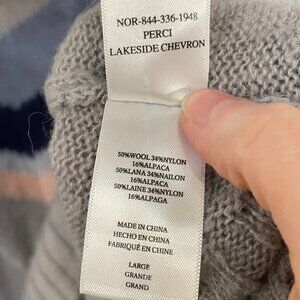 NOR-844-336-1948
PERCI
LAKESIDE CHEVRON
50%WOOL 34%NYLON
16%ALPACA
50%LANA 34%NAILON
16%ALPACA
50%LAINE 34%NYLON
16%ALPAGA
MADE IN CHINA
HECHO EN CHINA
FABRIQUÉ EN CHINE
LARGE
GRANDE
GRAND